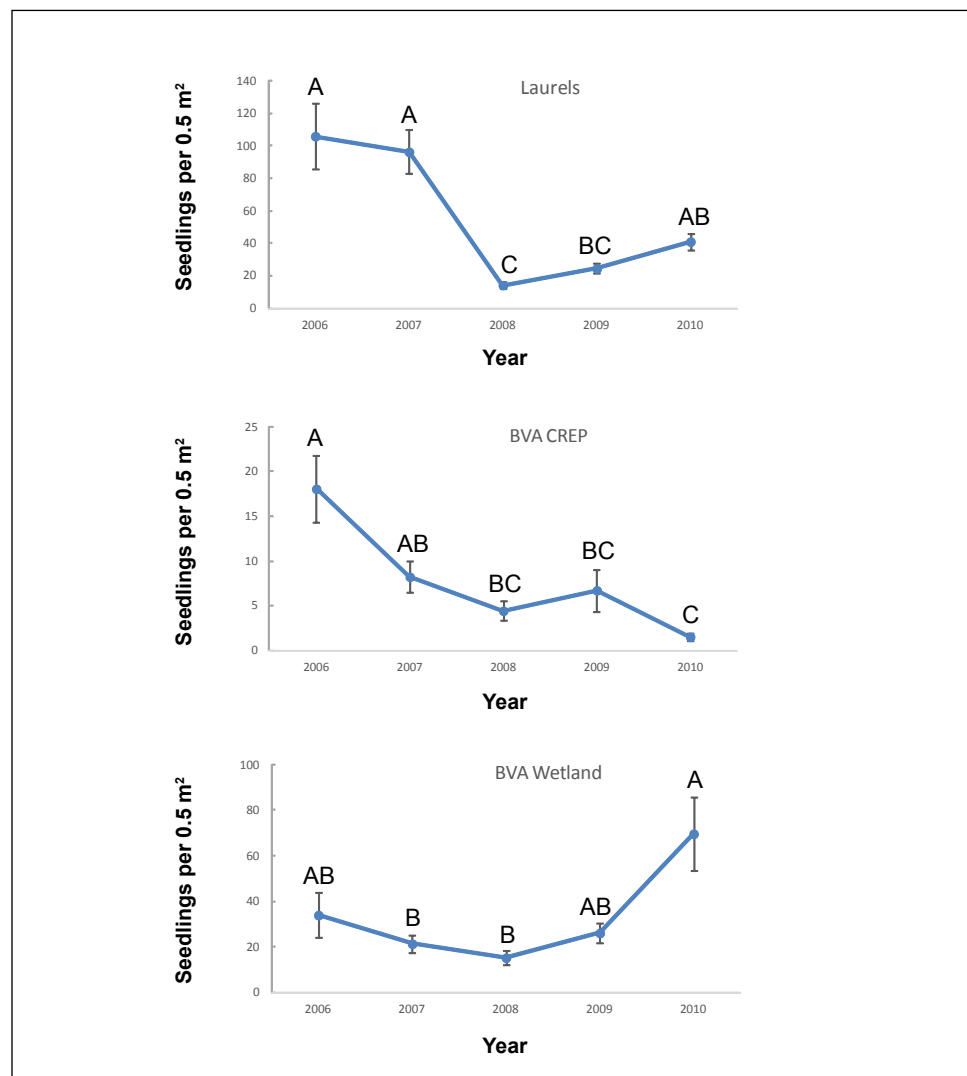 Laurels
Seedlings per 0.5 m²
140
120
100
80
60
40
20
0
A
A
C
BC
AB
2006 2007 2008 2009 2010
Year
BVA CREP
Seedlings per 0.5 m²
25
20
15
10
5
0
A
AB
BC
BC
C
2006 2007 2008 2009 2010
Year
BVA Wetland
Seedlings per 0.5 m²
100
80
60
40
20
0
AB
B
B
AB
A
2006 2007 2008 2009 2010
Year